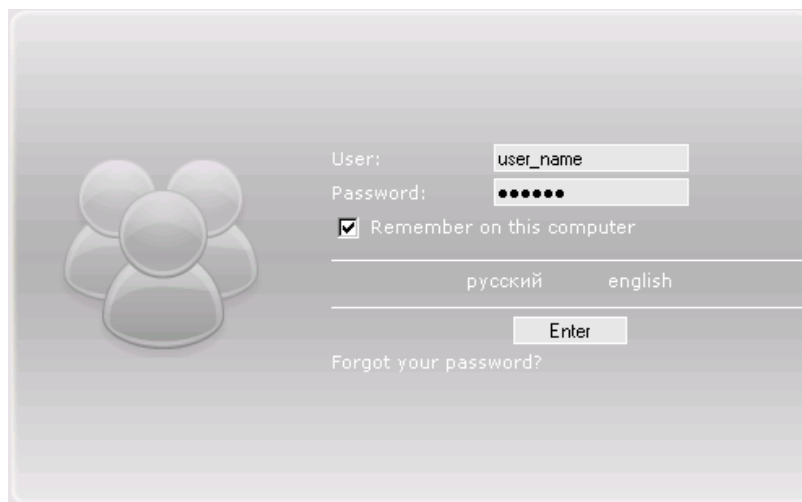 User: user_name
Password: ••••••
Remember on this computer
русский english
Enter
Forgot your password?